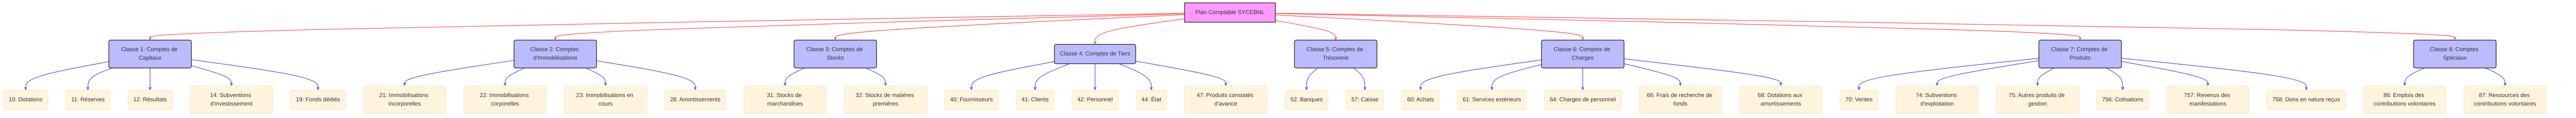 Plan Comptable SYCEBNL
Classe 1: Comptes de
Capitaux
Classe 2: Comptes
d'Immobilisations
Classe 3: Comptes de
Stocks
Classe 4: Comptes de Tiers
Classe 5: Comptes de
Trésorerie
Classe 6: Comptes de
Charges
Classe 7: Comptes de
Produits
Classe 8: Comptes
Spéciaux
10: Dotations
11: Réserves
12: Résultats
14: Subventions
d'investissement
19: Fonds dédiés
21: Immobilisations
incorporelles
22: Immobilisations
corporelles
23: Immobilisations en
cours
28: Amortissements
31: Stocks de
marchandises
32: Stocks de matières
premières
40: Fournisseurs
41: Clients
42: Personnel
44: État
47: Produits constatés
d'avance
52: Banques
57: Caisse
60: Achats
61: Services extérieurs
64: Charges de personnel
66: Frais de recherche de
fonds
68: Dotations aux
amortissements
70: Ventes
74: Subventions
d'exploitation
75: Autres produits de
gestion
756: Cotisations
757: Revenus des
manifestations
758: Dons en nature reçus
86: Emplois des
contributions volontaires
87: Ressources des
contributions volontaires